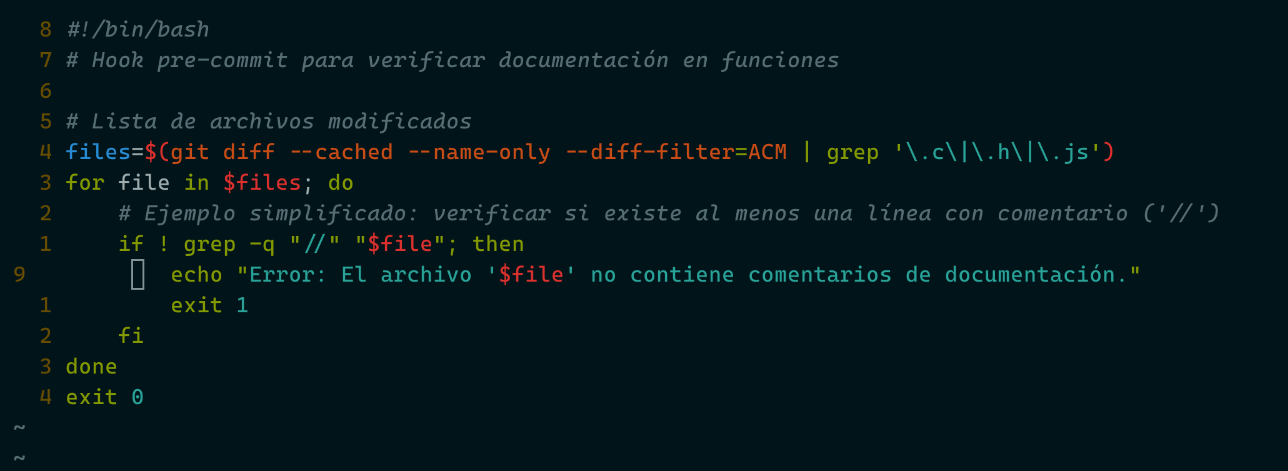 8 #!/bin/bash
7 # Hook pre-commit para verificar documentación en funciones
6
5 # Lista de archivos modificados
4 files=$(git diff --cached --name-only --diff-filter=ACM | grep '\.c\|\.h\|\.js')
3 for file in $files; do
2     # Ejemplo simplificado: verificar si existe al menos una línea con comentario ('//')
1     if ! grep -q "//" "$file"; then
9         echo "Error: El archivo '$file' no contiene comentarios de documentación."
1         exit 1
2     fi
3 done
4 exit 0
~
~